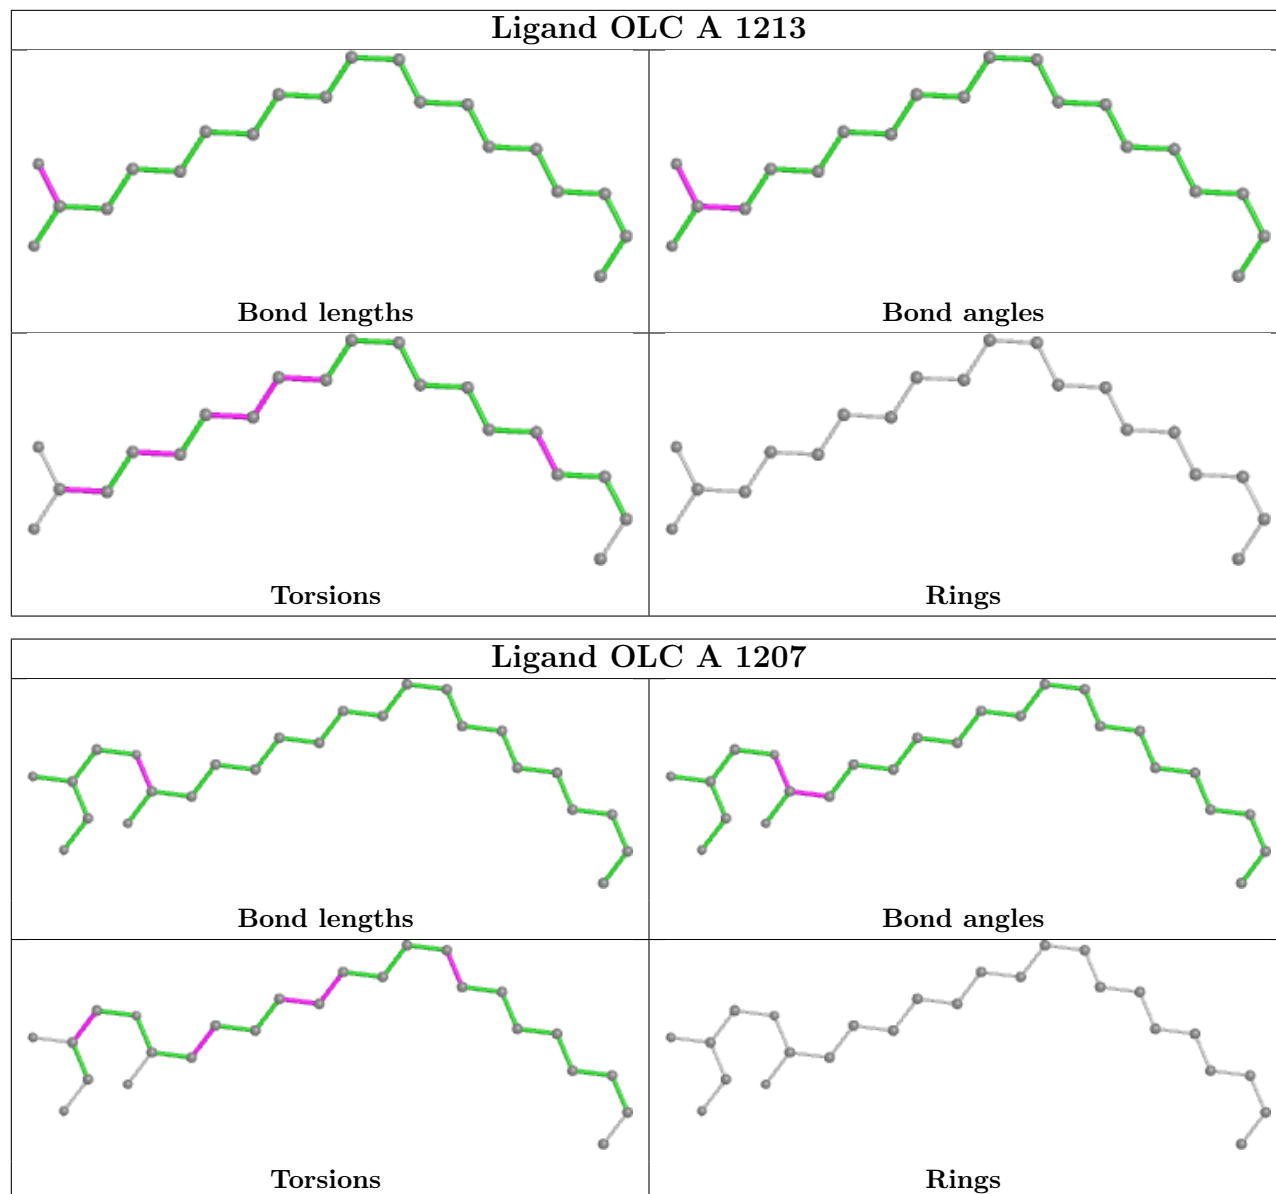 Ligand OLC A 1213
Bond lengths
Bond angles
Torsions
Rings
Ligand OLC A 1207
Bond lengths
Bond angles
Torsions
Rings